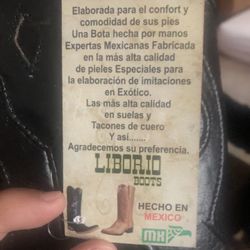 Elaborada para el confort y
comodidad de sus pies
Una Bota hecha por manos
Expertas Mexicanas Fabricada
en la más alta calidad
de pieles Especiales para
la elaboración de imitaciones
en Exótico.
Las más alta calidad
en suelas y
Tacones de cuero
Y asi......
Agradecemos su preferencia.
LIBORIO
BOOTS
HECHO EN
MEXICO
MX